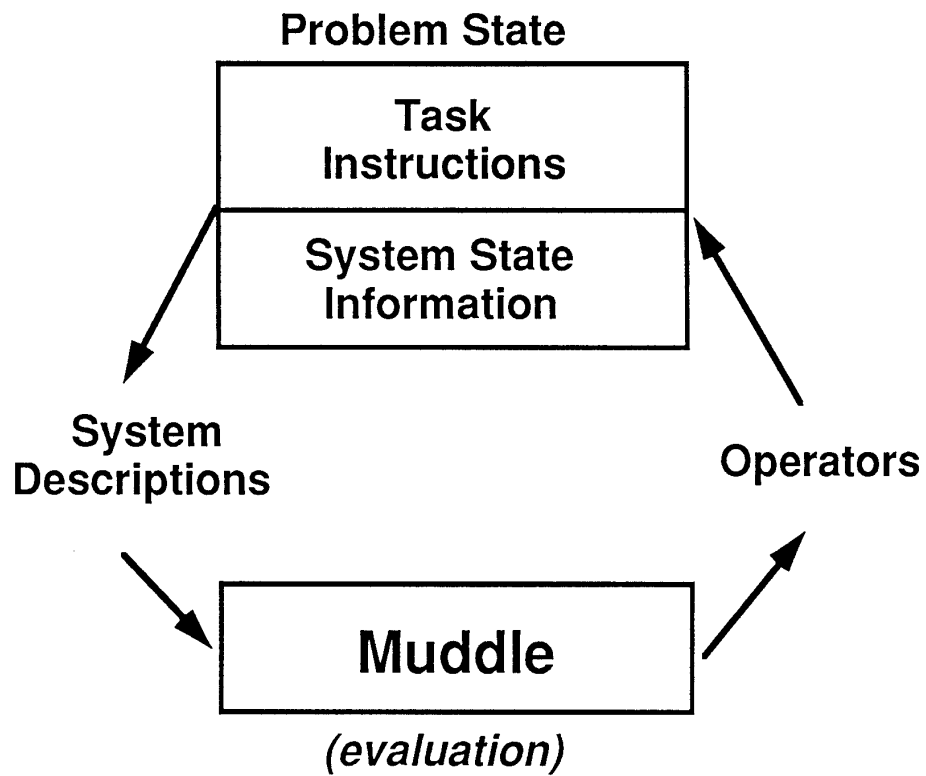 Problem State
Task
Instructions
System State
Information
System
Descriptions
Operators
Muddle
(evaluation)